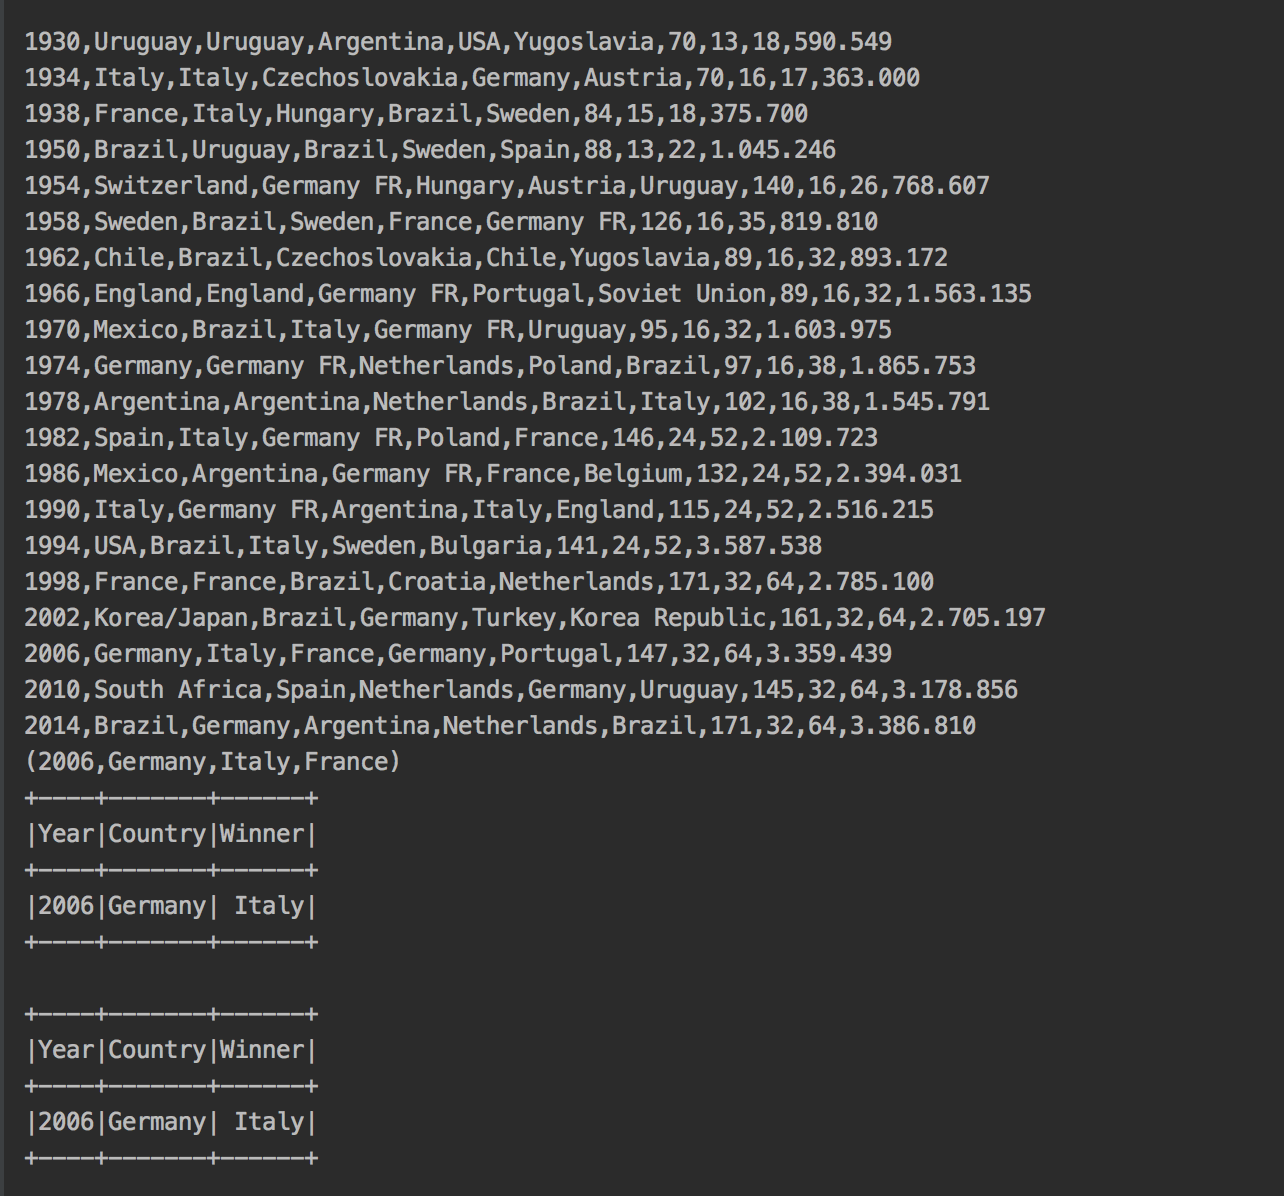 1930,Uruguay,Uruguay,Argentina,USA,Yugoslavia,70,13,18,590.549
1934,Italy,Italy,Czechoslovakia,Germany,Austria,70,16,17,363.000
1938,France,Italy,Hungary,Brazil,Sweden,84,15,18,375.700
1950,Brazil,Uruguay,Brazil,Sweden,Spain,88,13,22,1.045.246
1954,Switzerland,Germany FR,Hungary,Austria,Uruguay,140,16,26,768.607
1958,Sweden,Brazil,Sweden,France,Germany FR,126,16,35,819.810
1962,Chile,Brazil,Czechoslovakia,Chile,Yugoslavia,89,16,32,893.172
1966,England,England,Germany FR,Portugal,Soviet Union,89,16,32,1.563.135
1970,Mexico,Brazil,Italy,Germany FR,Uruguay,95,16,32,1.603.975
1974,Germany,Germany FR,Netherlands,Poland,Brazil,97,16,38,1.865.753
1978,Argentina,Argentina,Netherlands,Brazil,Italy,102,16,38,1.545.791
1982,Spain,Italy,Germany FR,Poland,France,146,24,52,2.109.723
1986,Mexico,Argentina,Germany FR,France,Belgium,132,24,52,2.394.031
1990,Italy,Germany FR,Argentina,Italy,England,115,24,52,2.516.215
1994,USA,Brazil,Italy,Sweden,Bulgaria,141,24,52,3.587.538
1998,France,France,Brazil,Croatia,Netherlands,171,32,64,2.785.100
2002,Korea/Japan,Brazil,Germany,Turkey,Korea Republic,161,32,64,2.705.197
2006,Germany,Italy,France,Germany,Portugal,147,32,64,3.359.439
2010,South Africa,Spain,Netherlands,Germany,Uruguay,145,32,64,3.178.856
2014,Brazil,Germany,Argentina,Netherlands,Brazil,171,32,64,3.386.810
(2006,Germany,Italy,France)
+----+-------+------+
|Year|Country|Winner|
+----+-------+------+
|2006|Germany| Italy|
+----+-------+------+

+----+-------+------+
|Year|Country|Winner|
+----+-------+------+
|2006|Germany| Italy|
+----+-------+------+